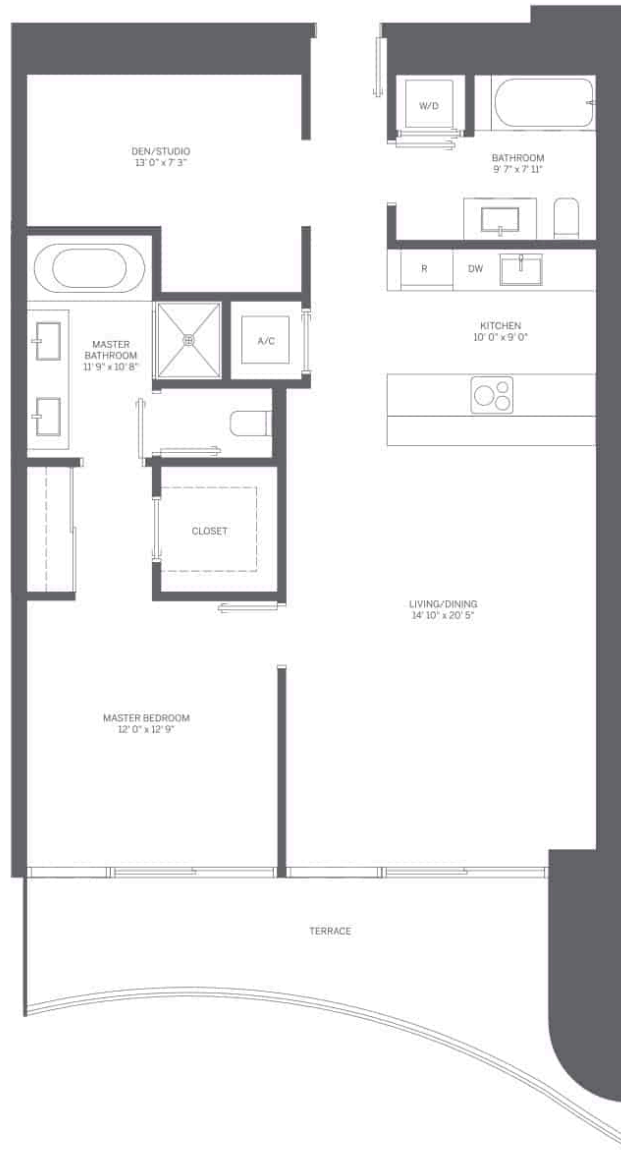 DEN/STUDIO
13' 0" x 7' 3"
W/D
BATHROOM
9' 7" x 7' 11"
R
DW
KITCHEN
10' 0" x 9' 0"
A/C
MASTER
BATHROOM
11' 9" x 10' 8"
CLOSET
LIVING/DINING
14' 10" x 20' 5"
MASTER BEDROOM
12' 0" x 12' 9"
TERRACE